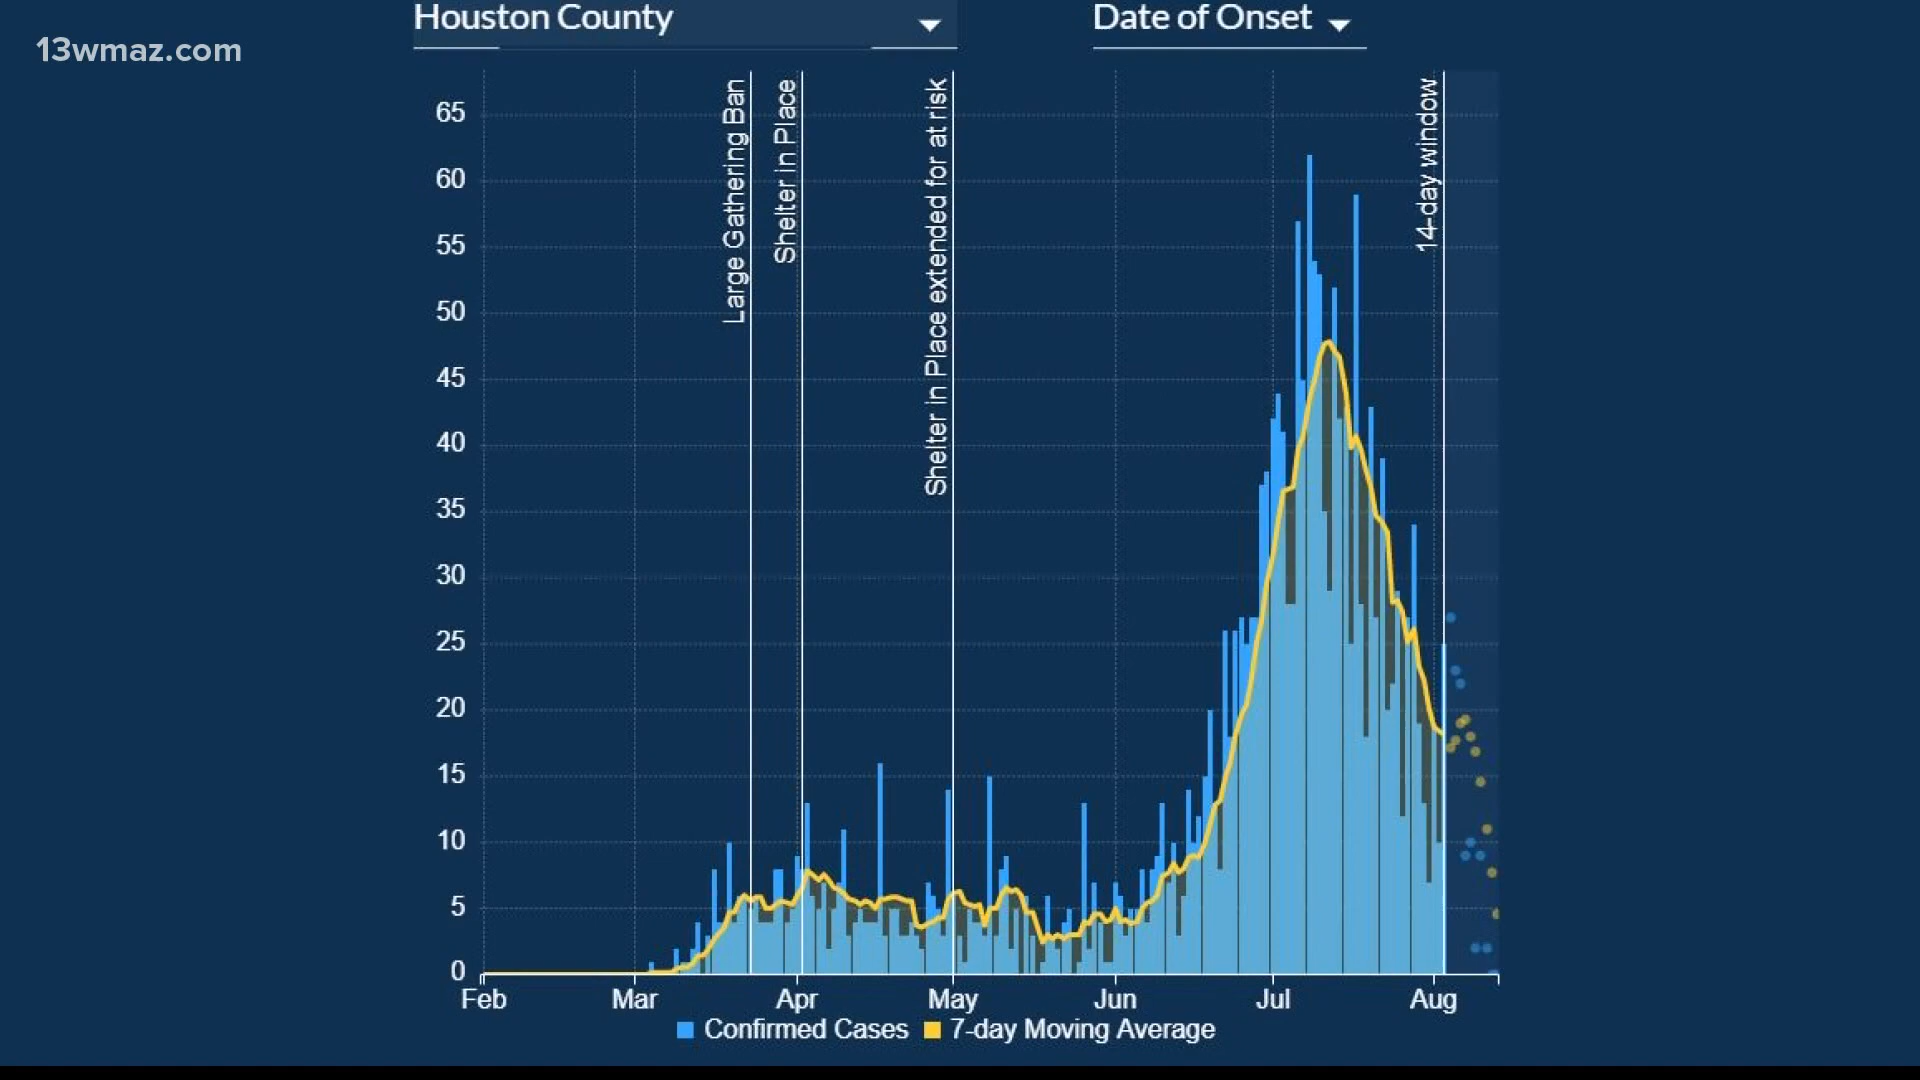 Houston County
Date of Onset
13wmaz.com
Large Gathering Ban
Shelter in Place
Shelter in Place extended for at risk
14-day window
65
60
55
50
45
40
35
30
25
20
15
10
5
0
Feb Mar Apr May Jun Jul Aug
Confirmed Cases 7-day Moving Average